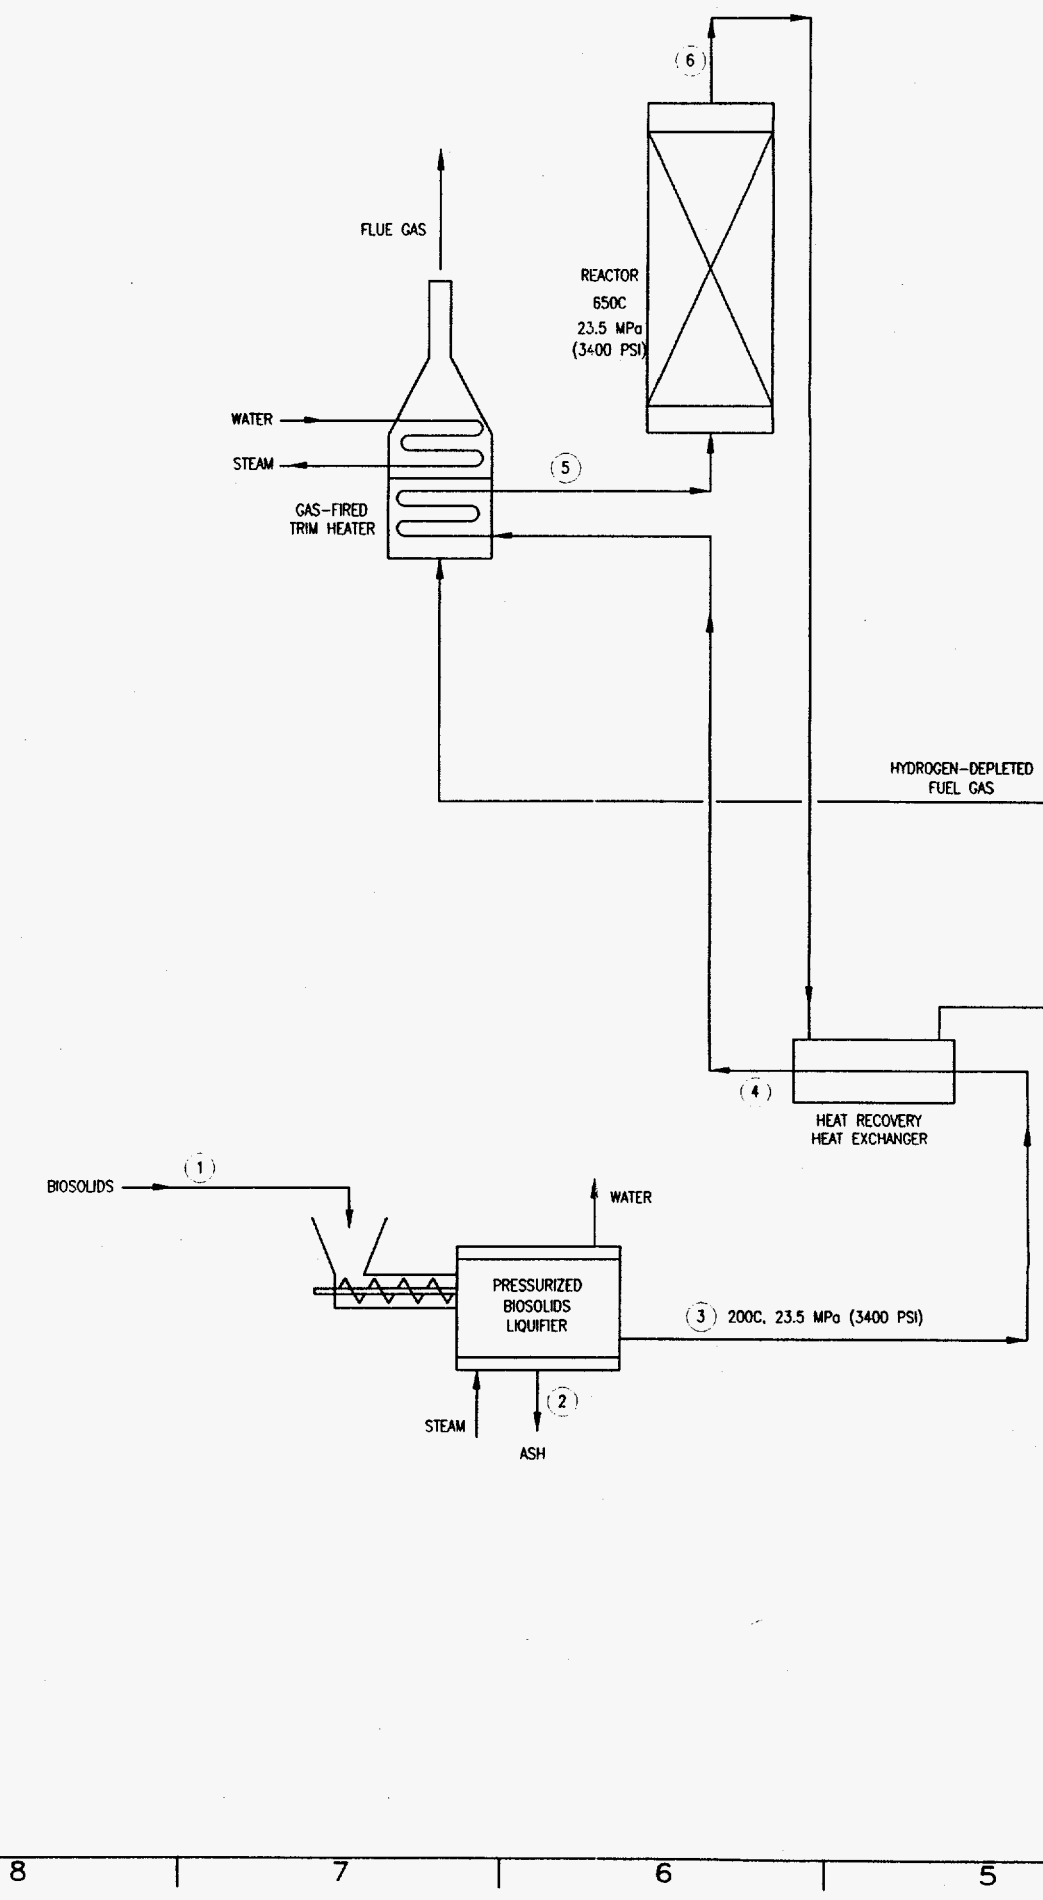 6
FLUE GAS
REACTOR
650C
23.5 MPa
(3400 PSI)
WATER
STEAM
5
GAS-FIRED
TRIM HEATER
HYDROGEN-DEPLETED
FUEL GAS
4
HEAT RECOVERY
HEAT EXCHANGER
1
BIOSOLIDS
WATER
PRESSURIZED
BIOSOLIDS
LIQUIFIER
3 200C, 23.5 MPa (3400 PSI)
2
STEAM
ASH
8 7 6 5